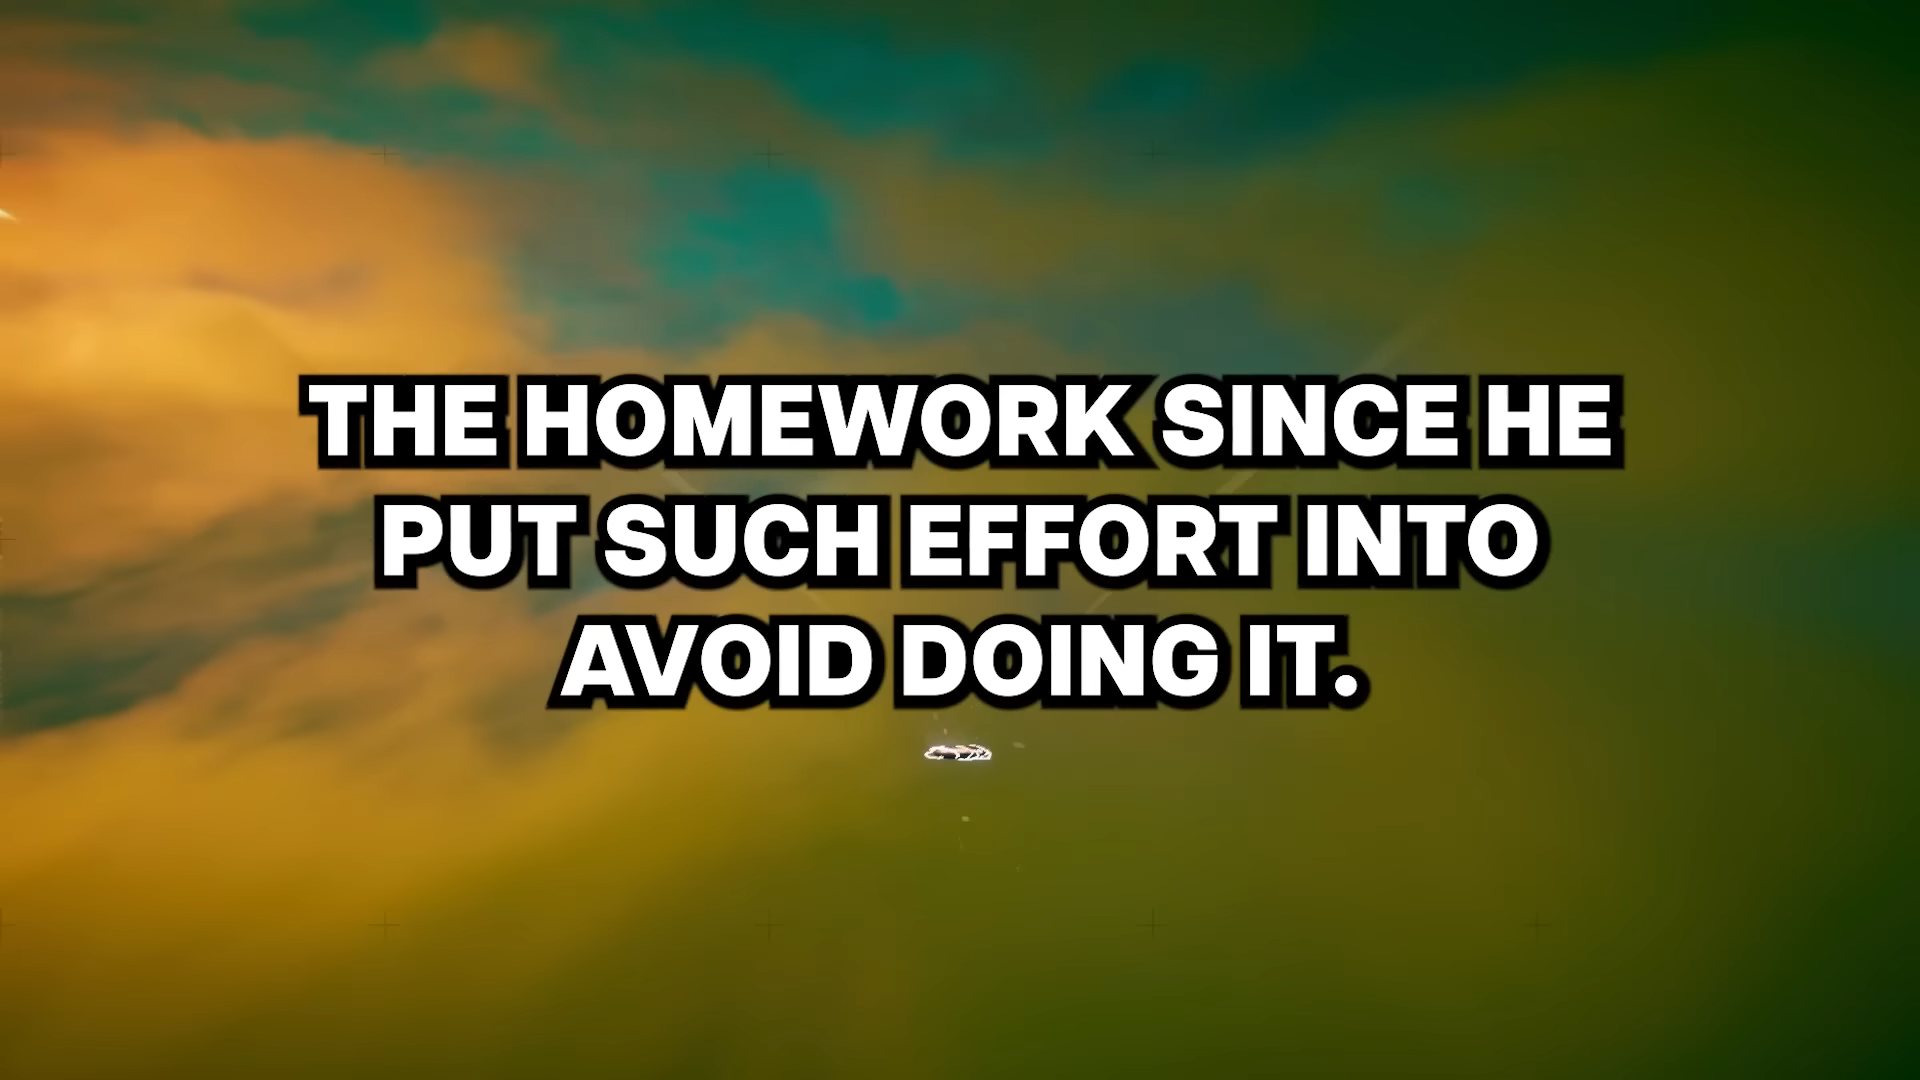 THE HOMEWORK SINCE HE
PUT SUCH EFFORT INTO
AVOID DOING IT.